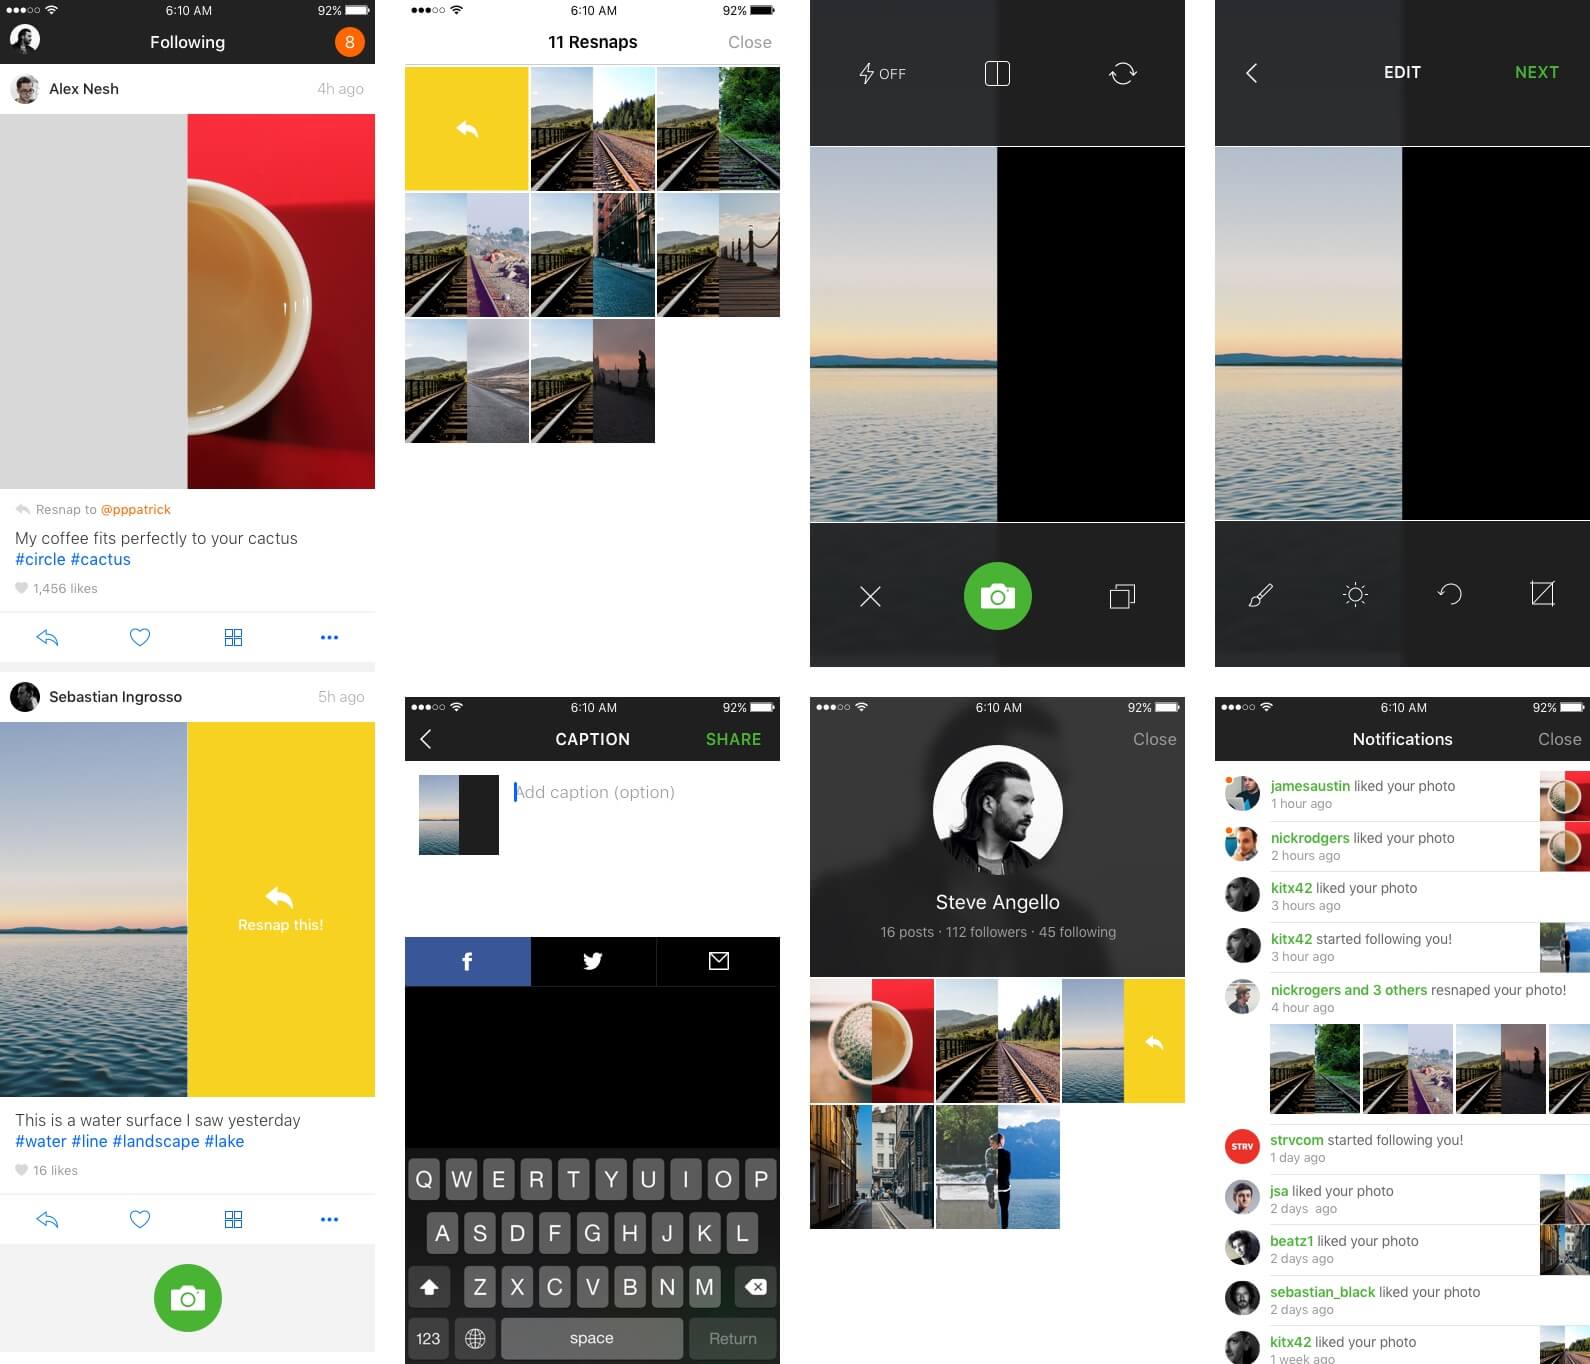 6:10 AM
92%
Following
8
Alex Nesh
4h ago
Resnap to @pppatrick
My coffee fits perfectly to your cactus
#circle #cactus
1,456 likes
Sebastian Ingrosso
5h ago
Resnap this!
This is a water surface I saw yesterday
#water #line #landscape #lake
16 likes
6:10 AM
92%
11 Resnaps
Close
OFF
EDIT
NEXT
6:10 AM
92%
CAPTION
SHARE
Add caption (option)
f
Q W E R T Y U I O P
A S D F G H J K L
Z X C V B N M
123
space
Return
6:10 AM
92%
Close
Steve Angello
16 posts · 112 followers · 45 following
6:10 AM
92%
Notifications
Close
jamesaustin liked your photo
1 hour ago
nickrodgers liked your photo
2 hours ago
kitx42 liked your photo
3 hours ago
kitx42 started following you!
3 hour ago
nickrogers and 3 others resnaped your photo!
4 hour ago
STRV
strvcom started following you!
1 day ago
jsa liked your photo
2 days ago
beatz1 liked your photo
2 days ago
sebastian_black liked your photo
2 days ago
kitx42 liked your photo
1 week ago